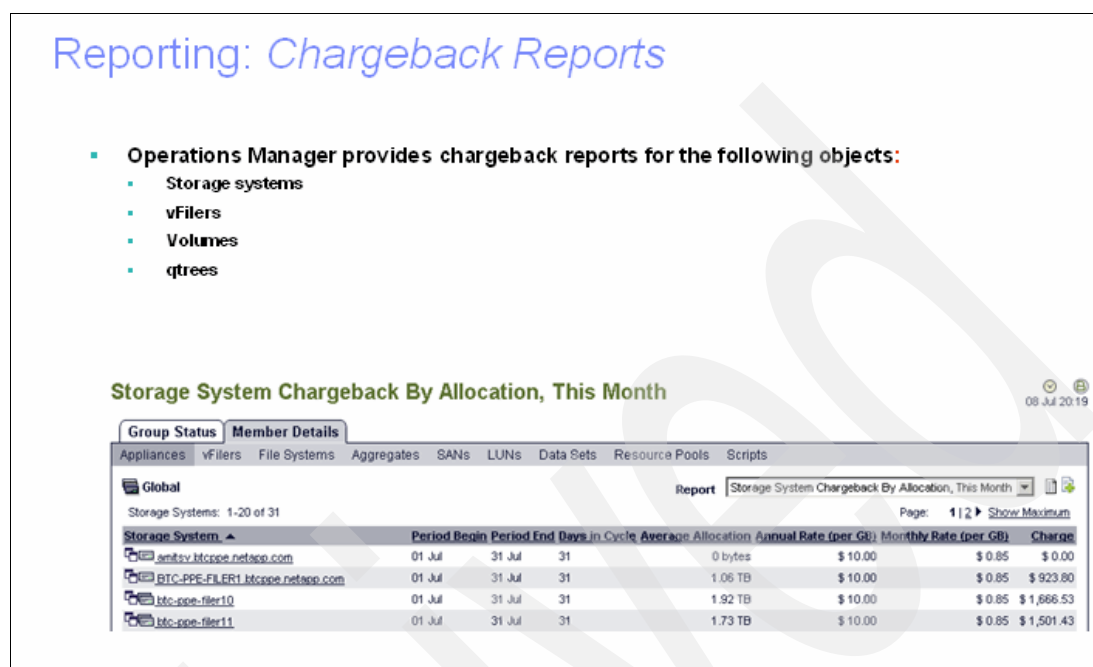 Reporting: Chargeback Reports
Operations Manager provides chargeback reports for the following objects:
Storage systems
vFilers
Volumes
qtrees
Storage System Chargeback By Allocation, This Month
08 Jul 20:19
Group Status Member Details
Appliances vFilers File Systems Aggregates SANs LUNs Data Sets Resource Pools Scripts
Global Report Storage System Chargeback By Allocation, This Month
Storage Systems: 1-20 of 31 Page: 1 | 2 Show Maximum
Storage System Period Begin Period End Days in Cycle Average Allocation Annual Rate (per GB) Monthly Rate (per GB) Charge
amitsv.btcppe.netapp.com 01 Jul 31 Jul 31 0 bytes $ 10.00 $ 0.85 $ 0.00
BTC-PPE-FILER1.btcppe.netapp.com 01 Jul 31 Jul 31 1.06 TB $ 10.00 $ 0.85 $ 923.80
btc-ppe-filer10 01 Jul 31 Jul 31 1.92 TB $ 10.00 $ 0.85 $ 1,666.53
btc-ppe-filer11 01 Jul 31 Jul 31 1.73 TB $ 10.00 $ 0.85 $ 1,501.43